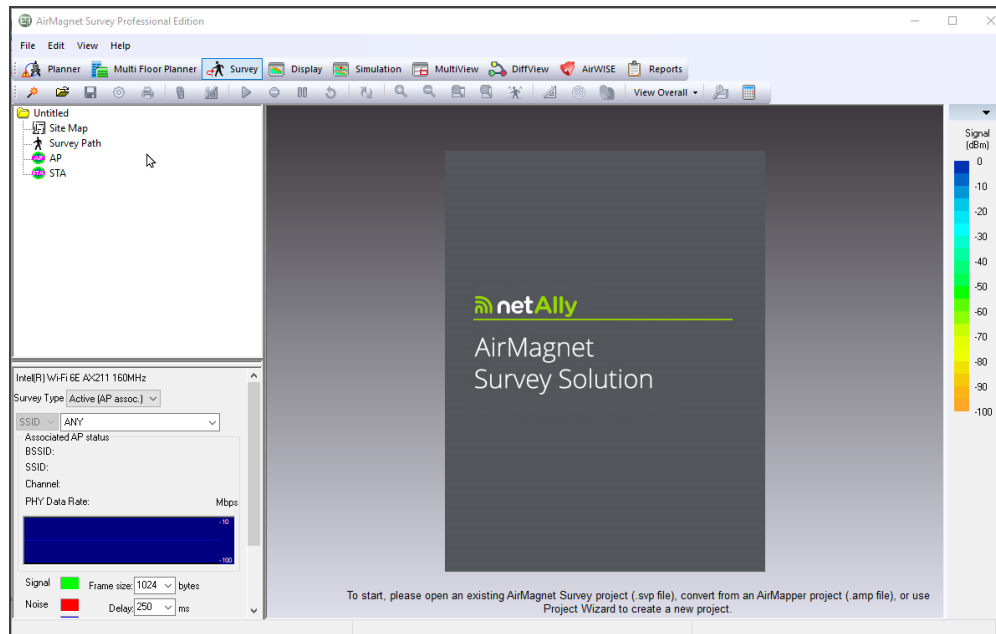 AirMagnet Survey Professional Edition
File Edit View Help
Planner Multi Floor Planner Survey Display Simulation MultiView DiffView AirWISE Reports
View Overall
Untitled
Site Map
Survey Path
AP AP
STA STA
netAlly
AirMagnet
Survey Solution
To start, please open an existing AirMagnet Survey project (.svp file), convert from an AirMapper project (.amp file), or use
Project Wizard to create a new project.
Signal
(dBm)
0
-10
-20
-30
-40
-50
-60
-70
-80
-90
-100
Intel(R) Wi-Fi 6E AX211 160MHz
Survey Type Active (AP assoc.)
SSID ANY
Associated AP status
BSSID:
SSID:
Channel:
PHY Data Rate: Mbps
-10
-100
Signal Frame size: 1024 bytes
Noise Delay: 250 ms